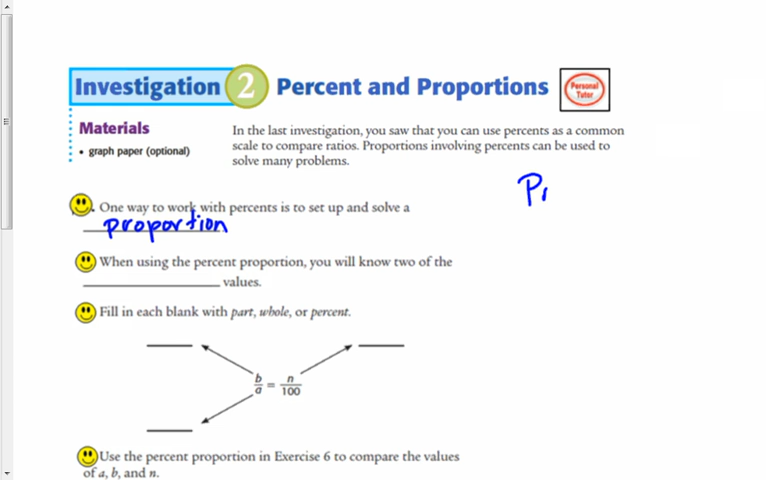 Investigation 2 Percent and Proportions
Personal
Tutor
Materials
• graph paper (optional)
In the last investigation, you saw that you can use percents as a common
scale to compare ratios. Proportions involving percents can be used to
solve many problems.
One way to work with percents is to set up and solve a
proportion
Pr
When using the percent proportion, you will know two of the
values.
Fill in each blank with part, whole, or percent.
b/a = n/100
Use the percent proportion in Exercise 6 to compare the values
of a, b, and n.